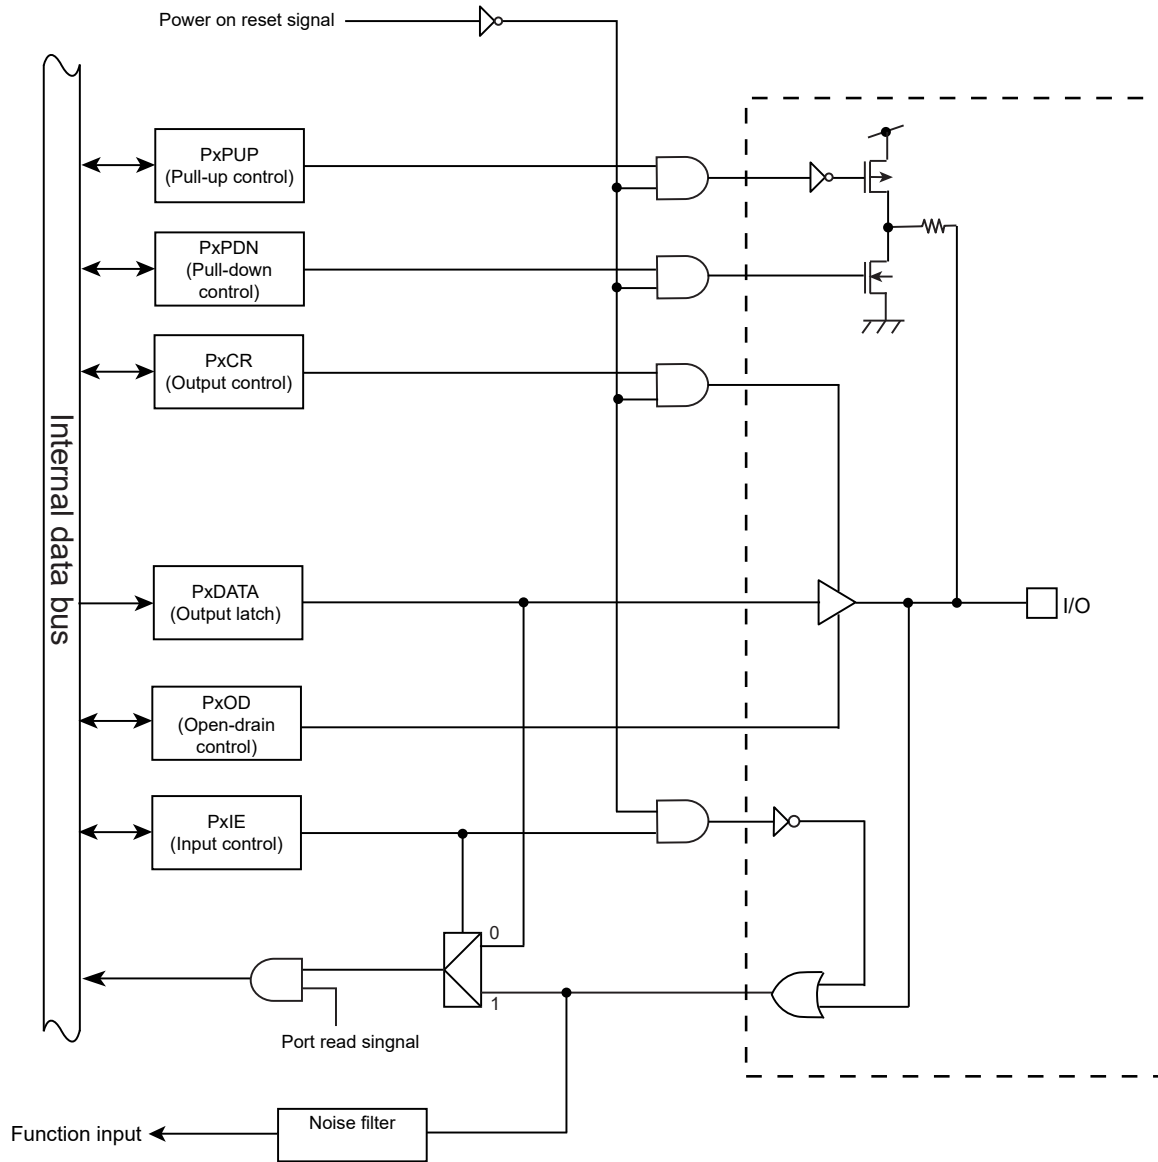 Power on reset signal
PxPUP
(Pull-up control)
PxPDN
(Pull-down
control)
PxCR
(Output control)
Internal data bus
PxDATA
(Output latch)
I/O
PxOD
(Open-drain
control)
PxIE
(Input control)
0
1
Port read singnal
Noise filter
Function input